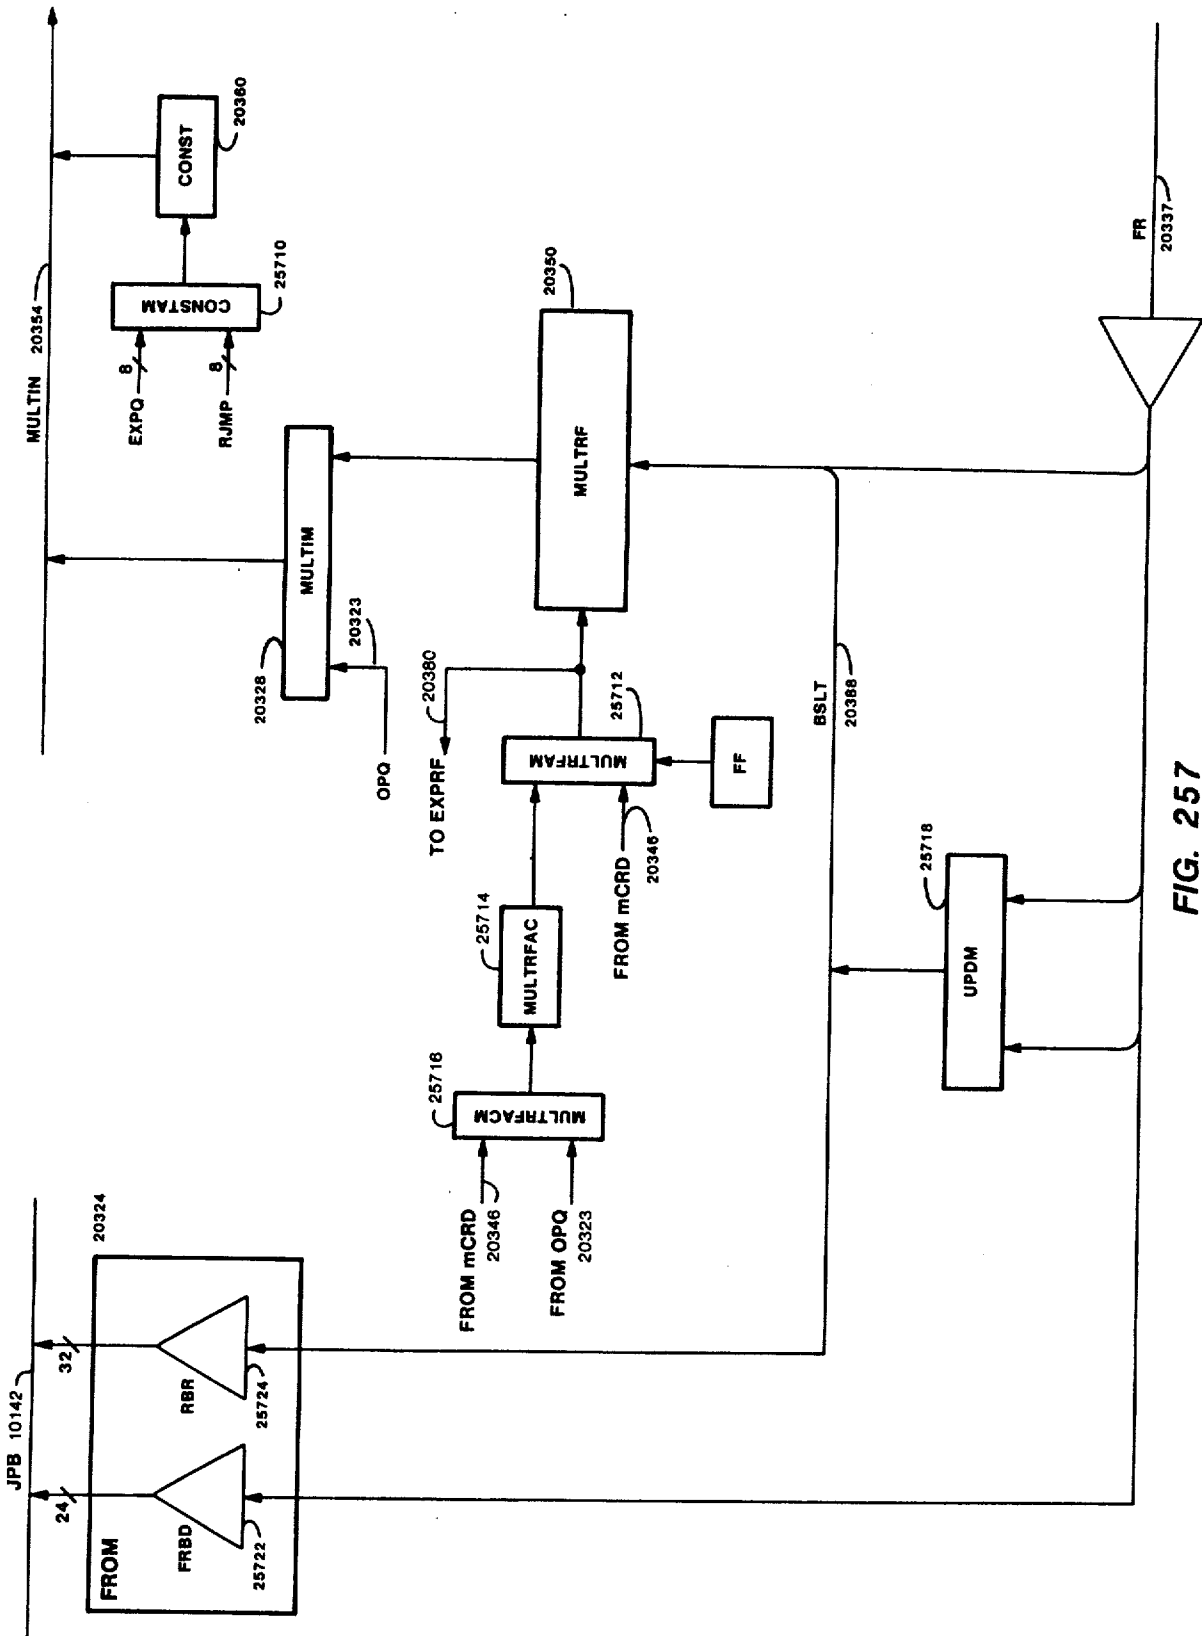 JPB 10142
24
32
20324
FROM
FRBD
25722
RBR
25724
MULTIN 20354
EXPQ
8
RJMP
8
CONSTAM
25710
CONST
20360
20328
MULTIM
20323
OPQ
TO EXPRF
20380
MULTRF
20350
FROM mCRD
20346
FROM OPQ
20323
MULTRFACM
25716
MULTRFAC
25714
MULTRFAM
25712
FROM mCRD
20346
FF
BSLT
20388
UPDM
25718
FR
20337
FIG. 257